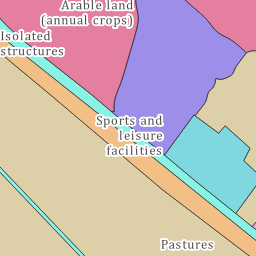 Arable land
(annual crops)
Isolated
structures
Sports and
leisure
facilities
Pastures